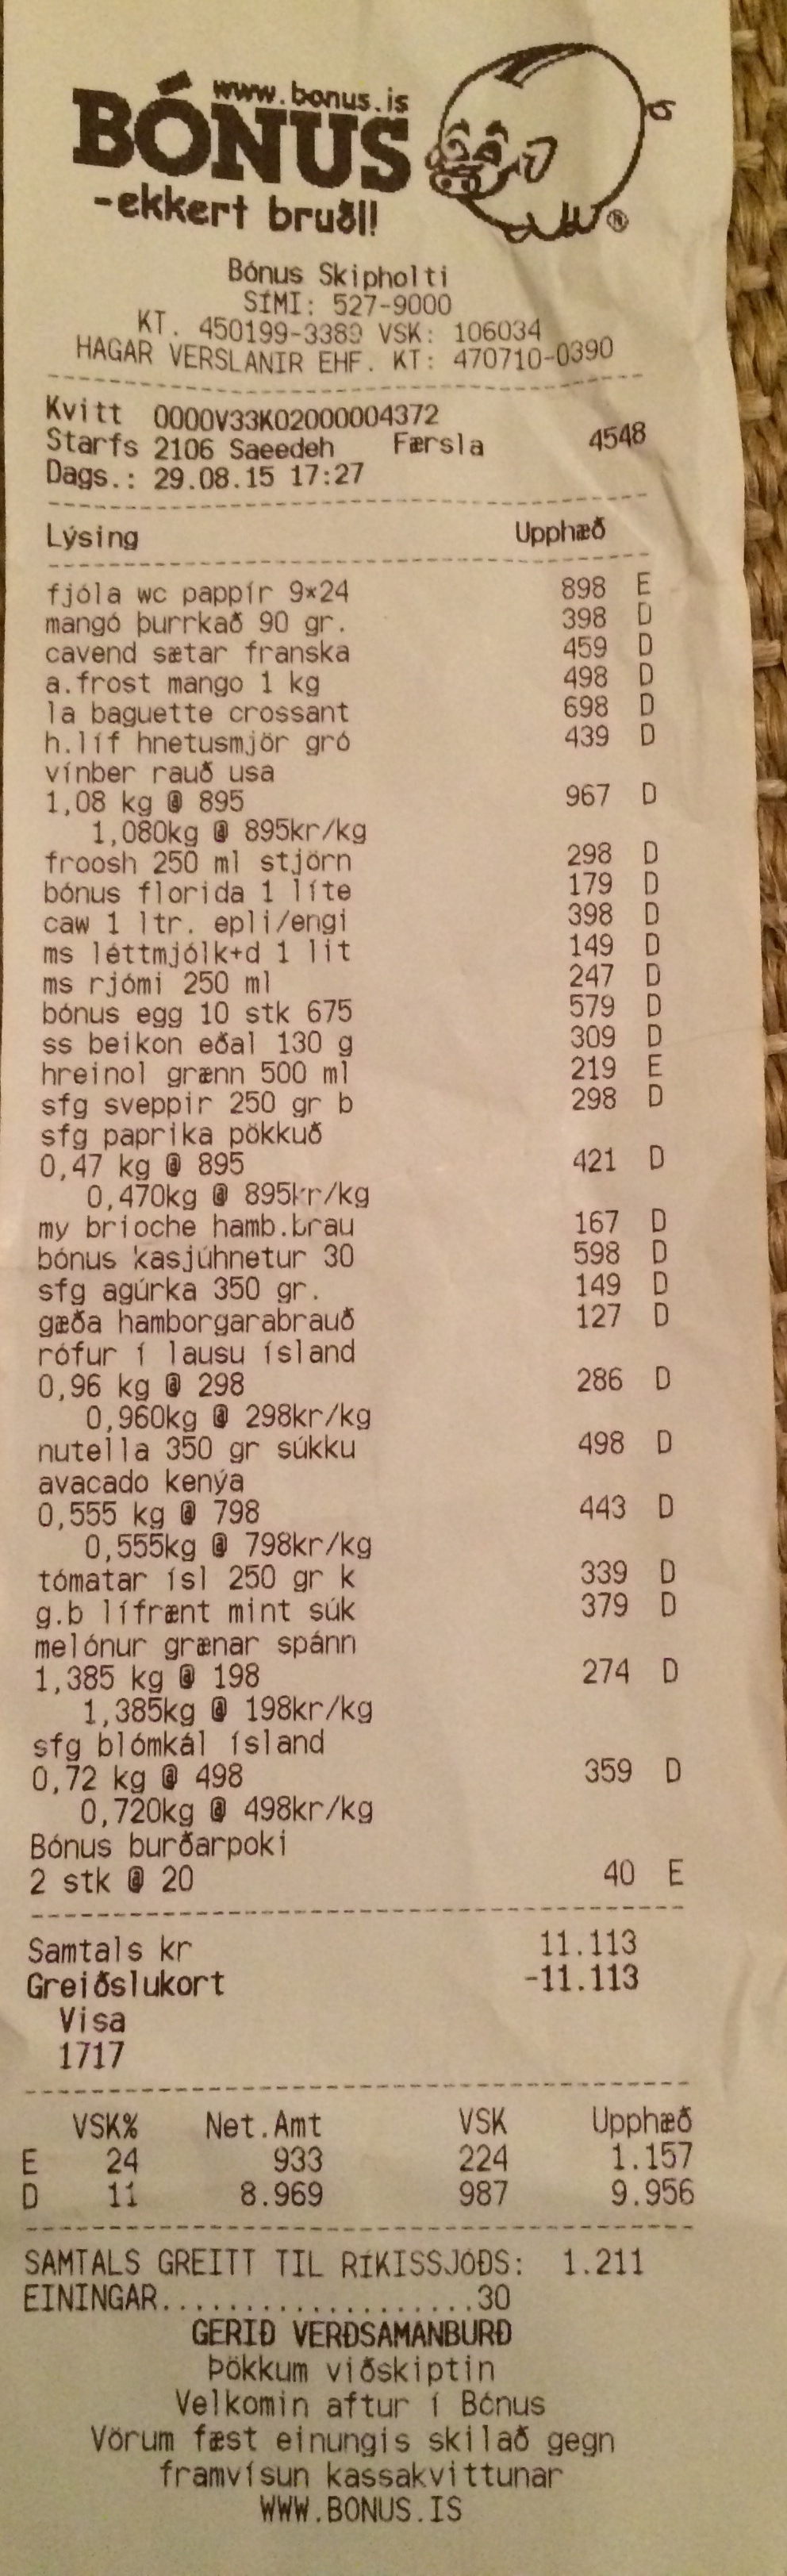 www.bonus.is
BÓNUS
-ekkert bruðl!
®
Bónus Skipholti
SÍMI: 527-9000
KT. 450199-3389 VSK: 106034
HAGAR VERSLANIR EHF. KT: 470710-0390
Kvitt 0000V33K02000004372
Starfs 2106 Saeedeh Færsla 4548
Dags.: 29.08.15 17:27
Lýsing Upphæð
fjóla wc pappír 9*24 898 E
mangó þurrkað 90 gr. 398 D
cavend sætar franska 459 D
a.frost mango 1 kg 498 D
la baguette crossant 698 D
h.líf hnetusmjör gró 439 D
vínber rauð usa
1,08 kg @ 895 967 D
1,080kg @ 895kr/kg
froosh 250 ml stjörn 298 D
bónus florida 1 líte 179 D
caw 1 ltr. epli/engi 398 D
ms léttmjólk+d 1 lit 149 D
ms rjómi 250 ml 247 D
bónus egg 10 stk 675 579 D
ss beikon eðal 130 g 309 D
hreinol grænn 500 ml 219 E
sfg sveppir 250 gr b 298 D
sfg paprika pökkuð
0,47 kg @ 895 421 D
0,470kg @ 895kr/kg
my brioche hamb.brau 167 D
bónus kasjúhnetur 30 598 D
sfg agúrka 350 gr. 149 D
gæða hamborgarabrauð 127 D
rófur í lausu ísland
0,96 kg @ 298 286 D
0,960kg @ 298kr/kg
nutella 350 gr súkku 498 D
avacado kenýa
0,555 kg @ 798 443 D
0,555kg @ 798kr/kg
tómatar ísl 250 gr k 339 D
g.b lífrænt mint súk 379 D
melónur grænar spánn
1,385 kg @ 198 274 D
1,385kg @ 198kr/kg
sfg blómkál ísland
0,72 kg @ 498 359 D
0,720kg @ 498kr/kg
Bónus burðarpoki
2 stk @ 20 40 E
Samtals kr 11.113
Greiðslukort -11.113
Visa
1717
VSK% Net.Amt VSK Upphæð
E 24 933 224 1.157
D 11 8.969 987 9.956
SAMTALS GREITT TIL RÍKISSJÓÐS: 1.211
EININGAR...................30
GERIÐ VERÐSAMANBURÐ
Þökkum viðskiptin
Velkomin aftur í Bónus
Vörum fæst einungis skilað gegn
framvísun kassakvittunar
WWW.BONUS.IS